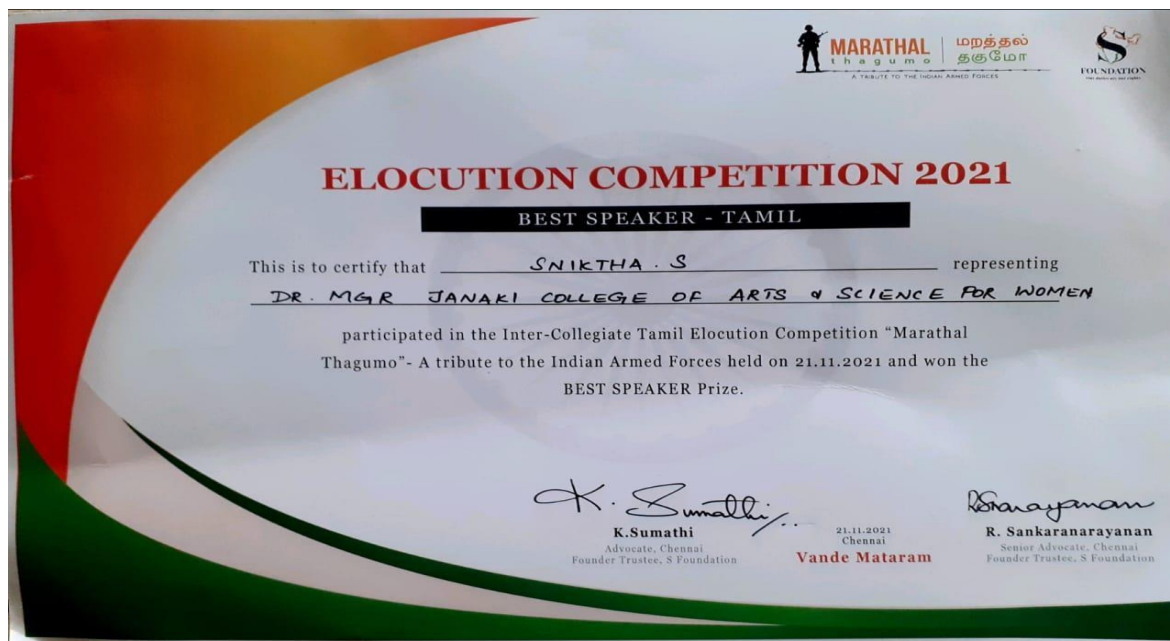 MARATHAL
thagumo
A TRIBUTE TO THE INDIAN ARMED FORCES
மறத்தல்
தகுமோ
S
FOUNDATION
ELOCUTION COMPETITION 2021
BEST SPEAKER - TAMIL
This is to certify that SNIKTHA . S representing
DR. MGR JANAKI COLLEGE OF ARTS & SCIENCE FOR WOMEN
participated in the Inter-Collegiate Tamil Elocution Competition “Marathal
Thagumo”- A tribute to the Indian Armed Forces held on 21.11.2021 and won the
BEST SPEAKER Prize.
K. Sumathi
K.Sumathi
Advocate, Chennai
Founder Trustee, S Foundation
21.11.2021
Chennai
Vande Mataram
R. Sankaranarayanan
Senior Advocate, Chennai
Founder Trustee, S Foundation